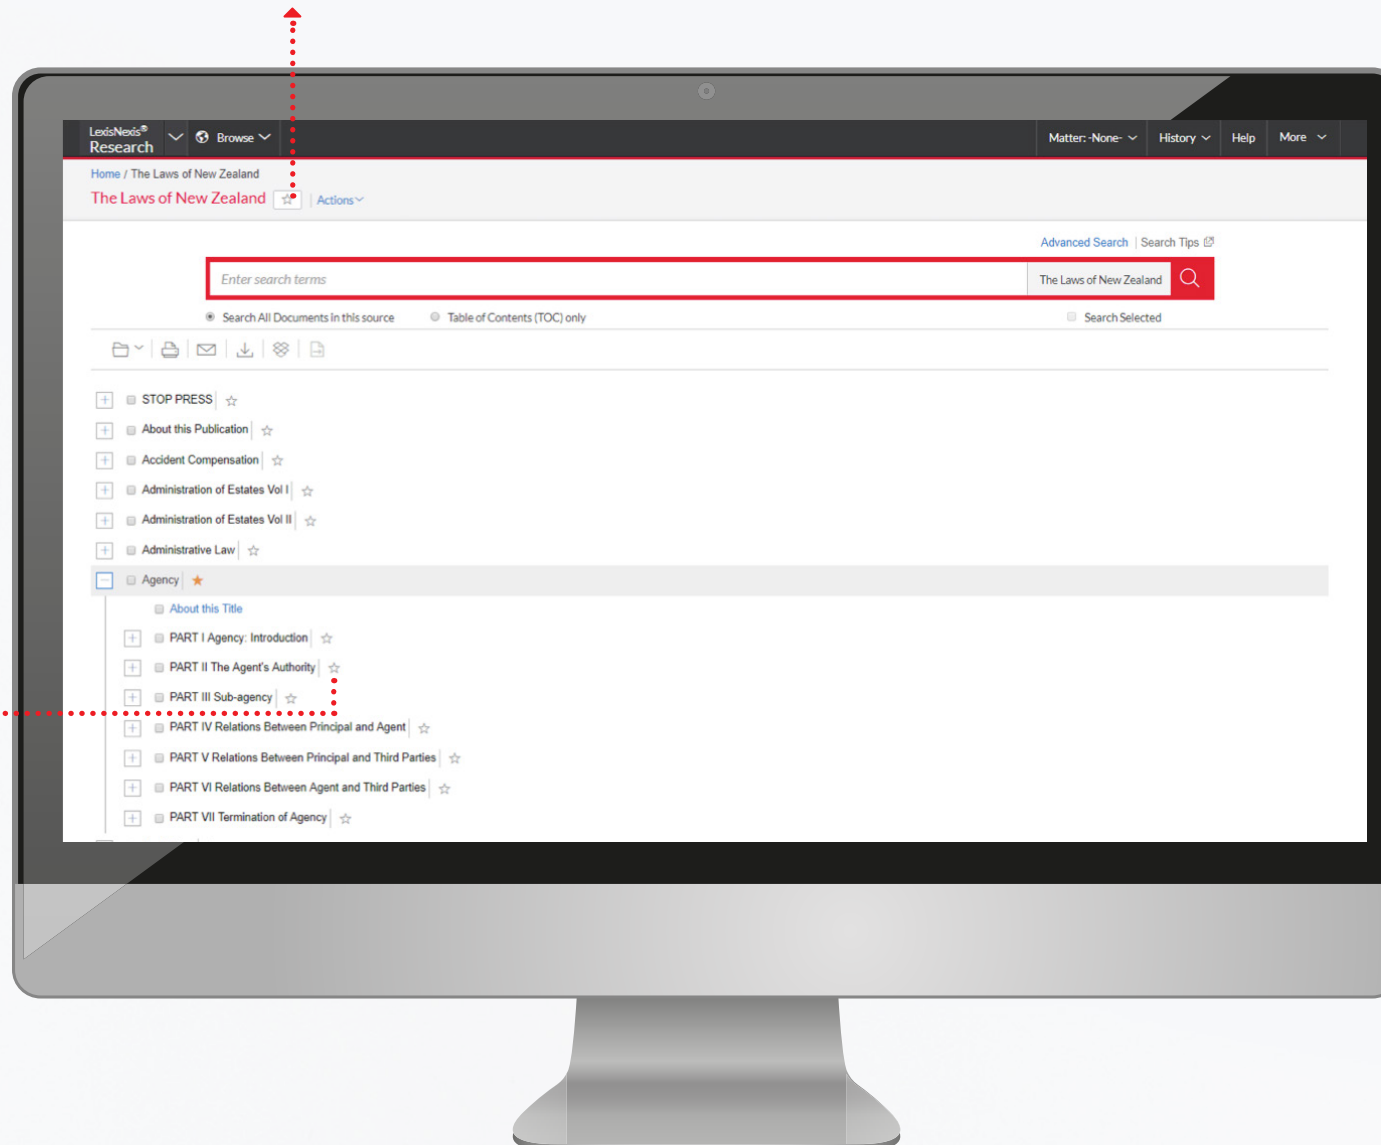 LexisNexis®
Research
Browse
Matter: -None-
History
Help
More
Home / The Laws of New Zealand
The Laws of New Zealand
Actions
Advanced Search | Search Tips
Enter search terms
The Laws of New Zealand
Search All Documents in this source
Table of Contents (TOC) only
Search Selected
STOP PRESS
About this Publication
Accident Compensation
Administration of Estates Vol I
Administration of Estates Vol II
Administrative Law
Agency
About this Title
PART I Agency: Introduction
PART II The Agent's Authority
PART III Sub-agency
PART IV Relations Between Principal and Agent
PART V Relations Between Principal and Third Parties
PART VI Relations Between Agent and Third Parties
PART VII Termination of Agency